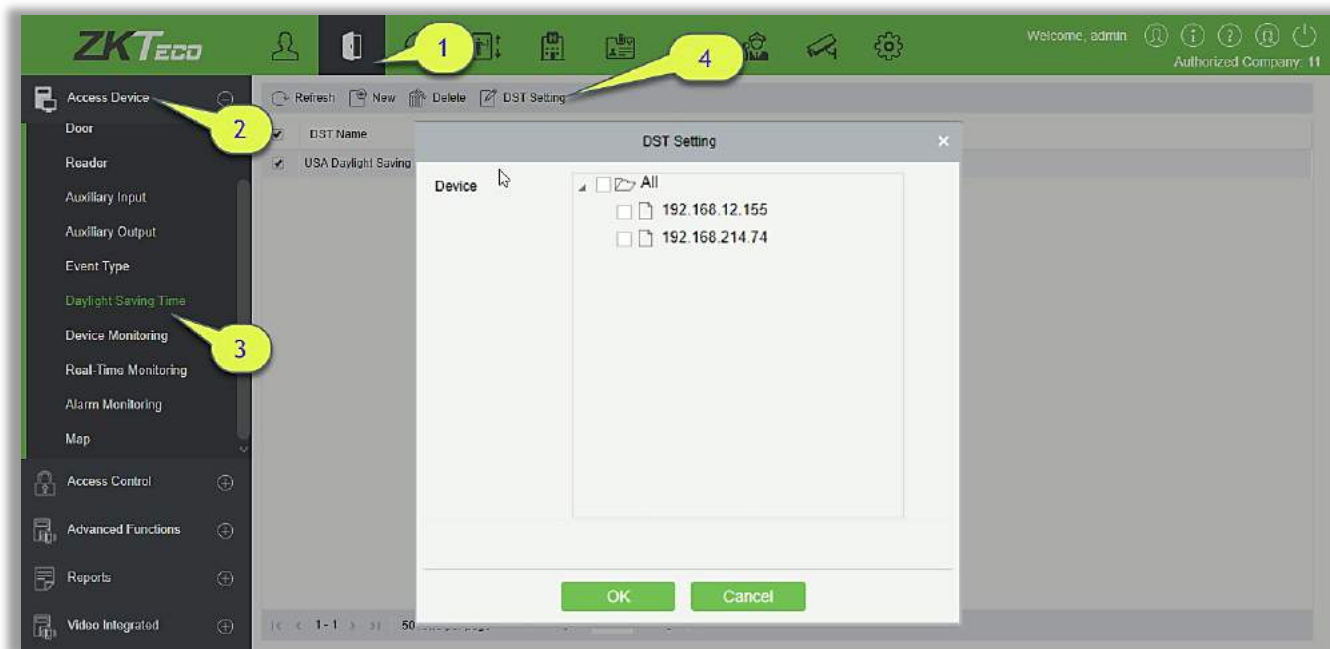 ZKTECO
Welcome, admin
Authorized Company: 11
1
2
3
4
Access Device
Door
Reader
Auxiliary Input
Auxiliary Output
Event Type
Daylight Saving Time
Device Monitoring
Real-Time Monitoring
Alarm Monitoring
Map
Access Control
Advanced Functions
Reports
Video Integrated
Refresh New Delete DST Setting
DST Name
USA Daylight Saving
DST Setting
Device
All
192.168.12.155
192.168.214.74
OK Cancel
1-1 50